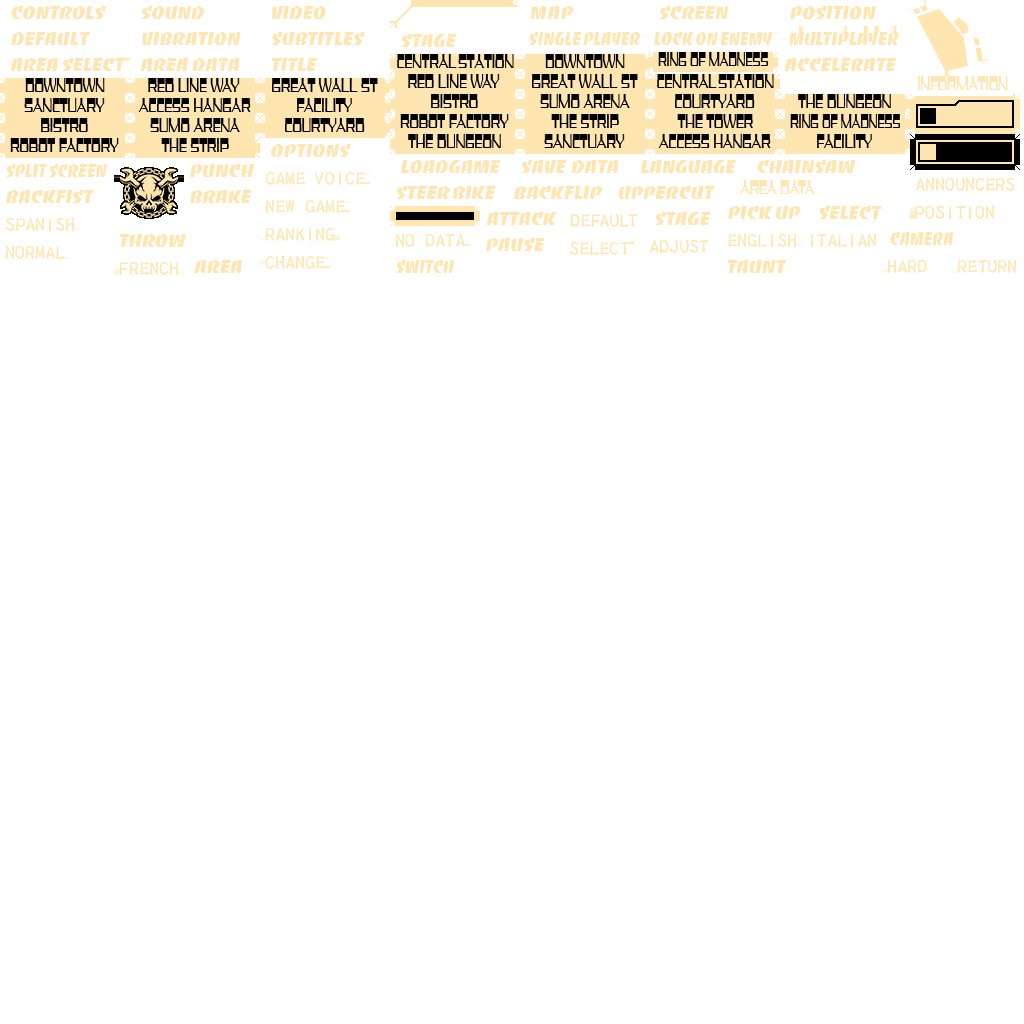 CONTROLS SOUND VIDEO MAP SCREEN POSITION
DEFAULT VIBRATION SUBTITLES STAGE SINGLE PLAYER LOCK ON ENEMY MULTIPLAYER
AREA SELECT AREA DATA TITLE CENTRAL STATION DOWNTOWN RING OF MADNESS ACCELERATE
DOWNTOWN RED LINE WAY GREAT WALL ST RED LINE WAY GREAT WALL ST CENTRAL STATION INFORMATION
SANCTUARY ACCESS HANGAR FACILITY BISTRO SUMO ARENA COURTYARD THE DUNGEON
BISTRO SUMO ARENA COURTYARD ROBOT FACTORY THE STRIP THE TOWER RING OF MADNESS
ROBOT FACTORY THE STRIP OPTIONS THE DUNGEON SANCTUARY ACCESS HANGAR FACILITY
SPLIT SCREEN PUNCH GAME VOICE LOADGAME SAVE DATA LANGUAGE CHAINSAW
BACKFIST BRAKE STEER BIKE BACKFLIP UPPERCUT AREA DATA ANNOUNCERS
SPANISH NEW GAME ATTACK DEFAULT STAGE PICK UP SELECT POSITION
THROW RANKING NO DATA PAUSE ADJUST ENGLISH ITALIAN CAMERA
NORMAL SELECT
FRENCH AREA CHANGE SWITCH TAUNT HARD RETURN